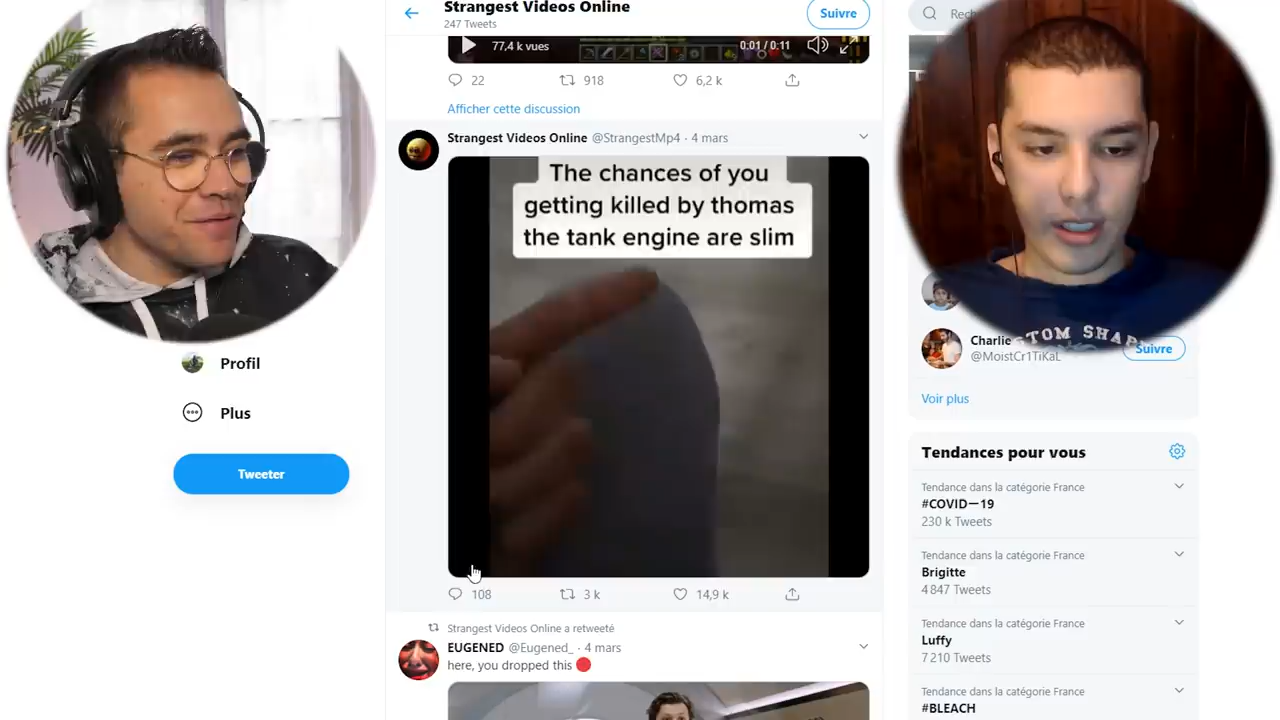 Strangest Videos Online
247 Tweets
Suivre
77,4 k vues
0:01 / 0:11
22
918
6,2 k
Afficher cette discussion
Strangest Videos Online @StrangestMp4 · 4 mars
The chances of you
getting killed by thomas
the tank engine are slim
108
3 k
14,9 k
Strangest Videos Online a retweeté
EUGENED @Eugened_ · 4 mars
here, you dropped this
Profil
Plus
Tweeter
Charlie
@MoistCr1TiKaL
Suivre
Voir plus
Tendances pour vous
Tendance dans la catégorie France
#COVID—19
230 k Tweets
Tendance dans la catégorie France
Brigitte
4 847 Tweets
Tendance dans la catégorie France
Luffy
7 210 Tweets
Tendance dans la catégorie France
#BLEACH